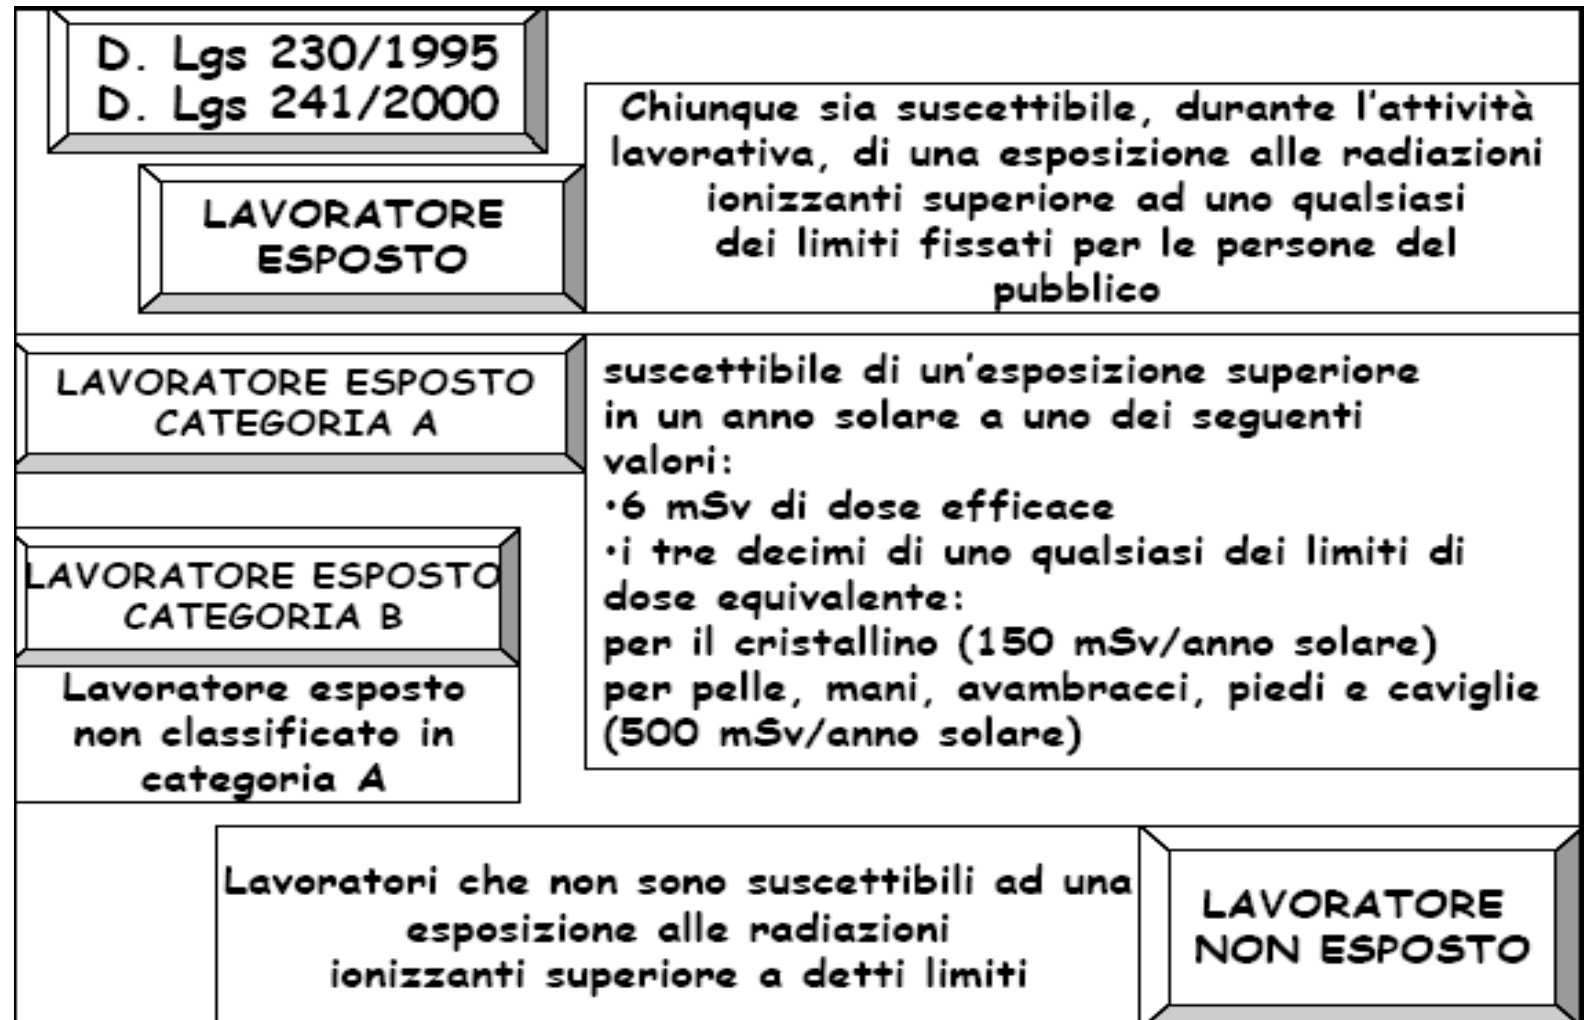 D. Lgs 230/1995
D. Lgs 241/2000
LAVORATORE
ESPOSTO
Chiunque sia suscettibile, durante l'attività
lavorativa, di una esposizione alle radiazioni
ionizzanti superiore ad uno qualsiasi
dei limiti fissati per le persone del
pubblico
LAVORATORE ESPOSTO
CATEGORIA A
suscettibile di un'esposizione superiore
in un anno solare a uno dei seguenti
valori:
•6 mSv di dose efficace
•i tre decimi di uno qualsiasi dei limiti di
dose equivalente:
per il cristallino (150 mSv/anno solare)
per pelle, mani, avambracci, piedi e caviglie
(500 mSv/anno solare)
LAVORATORE ESPOSTO
CATEGORIA B
Lavoratore esposto
non classificato in
categoria A
Lavoratori che non sono suscettibili ad una
esposizione alle radiazioni
ionizzanti superiore a detti limiti
LAVORATORE
NON ESPOSTO